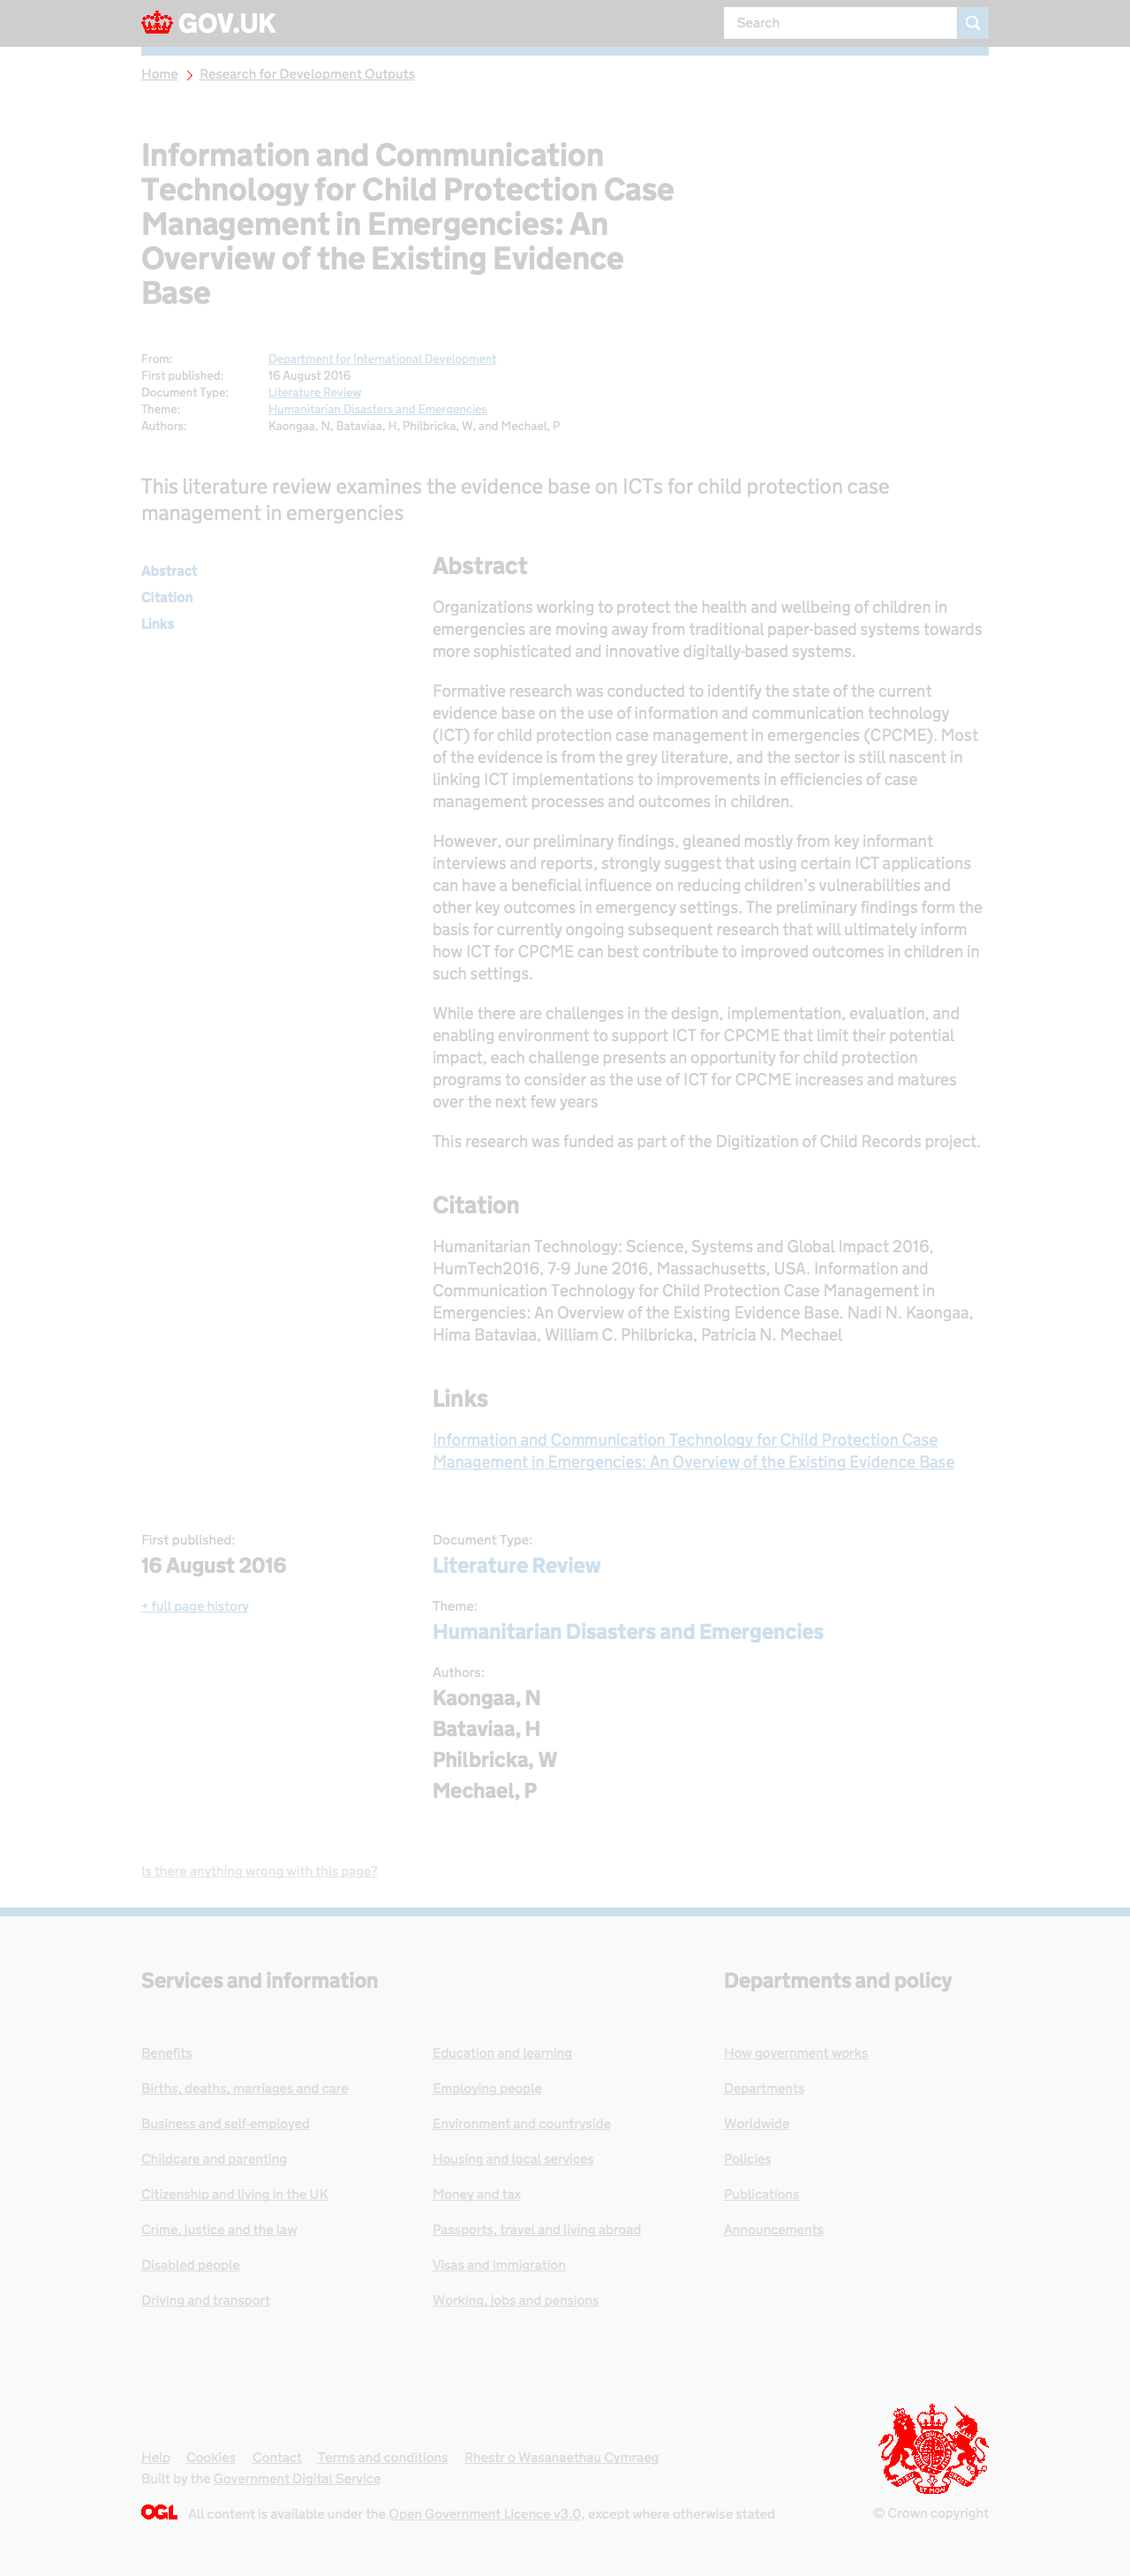 GOV.UK
Search
Home
Research for Development Outputs
Information and Communication
Technology for Child Protection Case
Management in Emergencies: An
Overview of the Existing Evidence
Base
From: Department for International Development
First published: 16 August 2016
Document Type: Literature Review
Theme: Humanitarian Disasters and Emergencies
Authors: Kaongaa, N, Bataviaa, H, Philbricka, W, and Mechael, P
This literature review examines the evidence base on ICTs for child protection case
management in emergencies
Abstract
Citation
Links
Abstract
Organizations working to protect the health and wellbeing of children in
emergencies are moving away from traditional paper-based systems towards
more sophisticated and innovative digitally-based systems.
Formative research was conducted to identify the state of the current
evidence base on the use of information and communication technology
(ICT) for child protection case management in emergencies (CPCME). Most
of the evidence is from the grey literature, and the sector is still nascent in
linking ICT implementations to improvements in efficiencies of case
management processes and outcomes in children.
However, our preliminary findings, gleaned mostly from key informant
interviews and reports, strongly suggest that using certain ICT applications
can have a beneficial influence on reducing children's vulnerabilities and
other key outcomes in emergency settings. The preliminary findings form the
basis for currently ongoing subsequent research that will ultimately inform
how ICT for CPCME can best contribute to improved outcomes in children in
such settings.
While there are challenges in the design, implementation, evaluation, and
enabling environment to support ICT for CPCME that limit their potential
impact, each challenge presents an opportunity for child protection
programs to consider as the use of ICT for CPCME increases and matures
over the next few years
This research was funded as part of the Digitization of Child Records project.
Citation
Humanitarian Technology: Science, Systems and Global Impact 2016,
HumTech2016, 7-9 June 2016, Massachusetts, USA. Information and
Communication Technology for Child Protection Case Management in
Emergencies: An Overview of the Existing Evidence Base. Nadi N. Kaongaa,
Hima Bataviaa, William C. Philbricka, Patricia N. Mechael
Links
Information and Communication Technology for Child Protection Case
Management in Emergencies: An Overview of the Existing Evidence Base
First published:
16 August 2016
+ full page history
Document Type:
Literature Review
Theme:
Humanitarian Disasters and Emergencies
Authors:
Kaongaa, N
Bataviaa, H
Philbricka, W
Mechael, P
Is there anything wrong with this page?
Services and information
Benefits
Births, deaths, marriages and care
Business and self-employed
Childcare and parenting
Citizenship and living in the UK
Crime, justice and the law
Disabled people
Driving and transport
Education and learning
Employing people
Environment and countryside
Housing and local services
Money and tax
Passports, travel and living abroad
Visas and immigration
Working, jobs and pensions
Departments and policy
How government works
Departments
Worldwide
Policies
Publications
Announcements
Help Cookies Contact Terms and conditions Rhestr o Wasanaethau Cymraeg
Built by the Government Digital Service
OGL All content is available under the Open Government Licence v3.0, except where otherwise stated
© Crown copyright